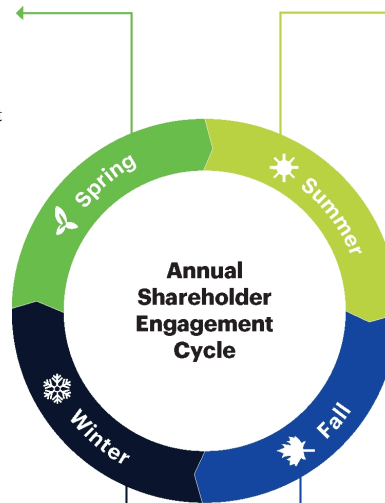 Spring
Summer
Annual
Shareholder
Engagement
Cycle
Winter
Fall